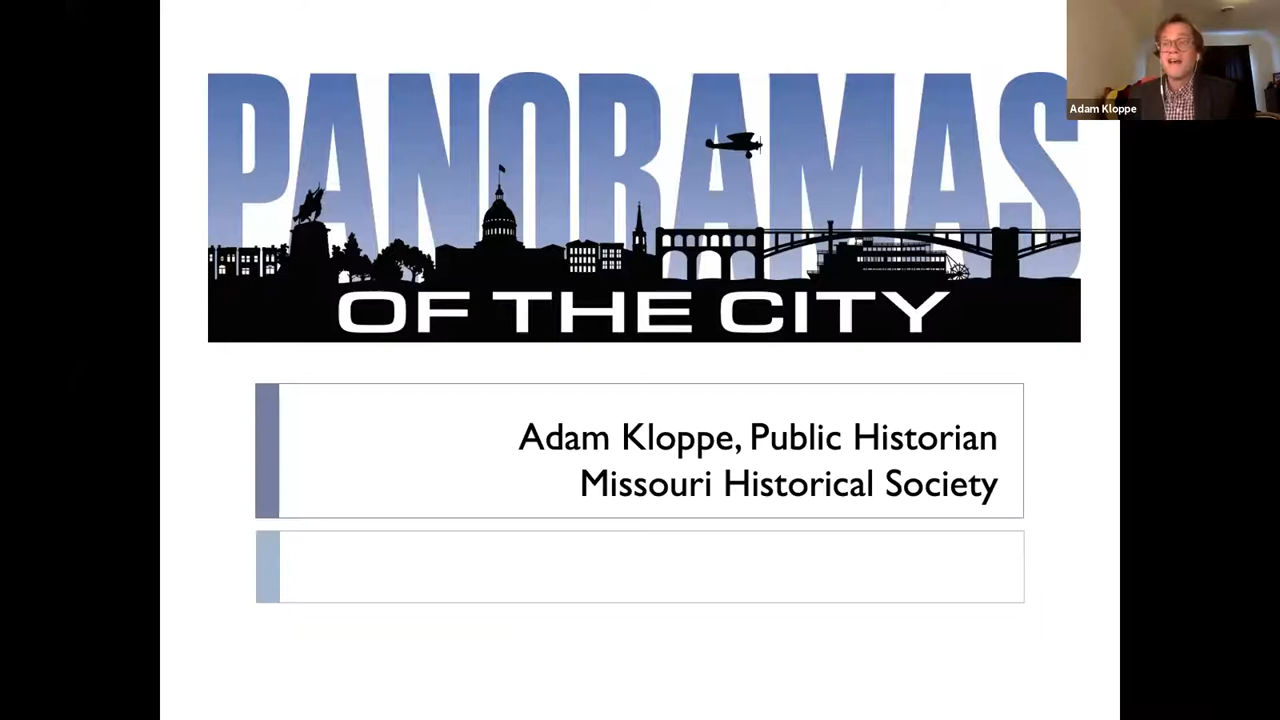 PANORAMAS
OF THE CITY
Adam Kloppe
Adam Kloppe, Public Historian
Missouri Historical Society